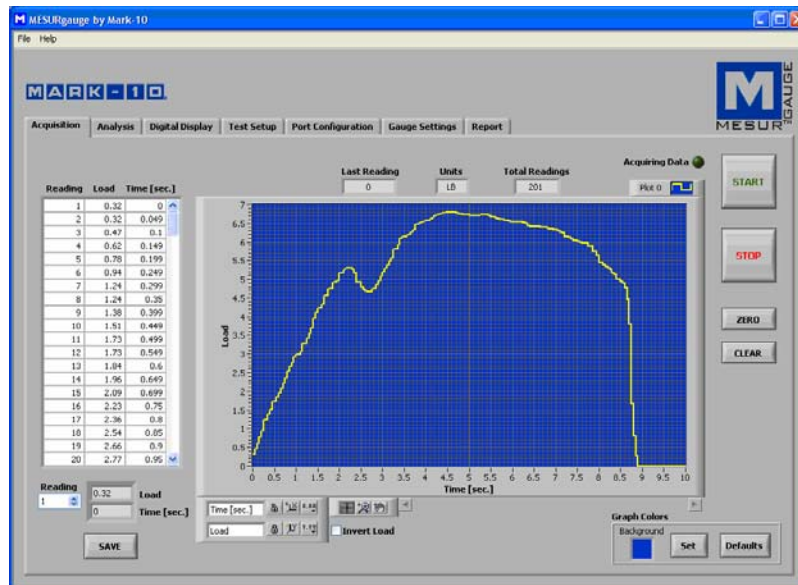 MESURgauge by Mark-10
File Help
MARK-10
M
MESUR™ GAUGE
Acquisition Analysis Digital Display Test Setup Port Configuration Gauge Settings Report
Last Reading Units Total Readings Acquiring Data
0 LB 201 Plot 0
START
STOP
ZERO
CLEAR
Reading Load Time [sec.]
1 0.32 0
2 0.32 0.049
3 0.47 0.1
4 0.62 0.149
5 0.78 0.199
6 0.94 0.249
7 1.24 0.299
8 1.24 0.35
9 1.38 0.399
10 1.51 0.449
11 1.73 0.499
12 1.73 0.549
13 1.84 0.6
14 1.96 0.649
15 2.09 0.699
16 2.23 0.75
17 2.36 0.8
18 2.54 0.85
19 2.66 0.9
20 2.77 0.95
Load
7
6.5
6
5.5
5
4.5
4
3.5
3
2.5
2
1.5
1
0.5
0
0 0.5 1 1.5 2 2.5 3 3.5 4 4.5 5 5.5 6 6.5 7 7.5 8 8.5 9 9.5 10
Time [sec.]
Reading
1
0.32 Load
0 Time [sec.]
SAVE
Time [sec.]
Load
Invert Load
Graph Colors
Background
Set
Defaults